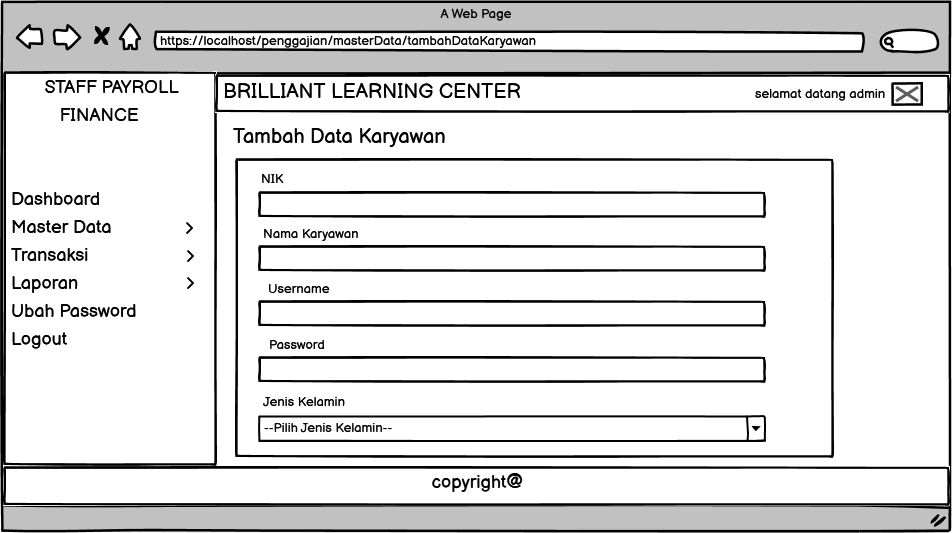 A Web Page
https://localhost/penggajian/masterData/tambahDataKaryawan
STAFF PAYROLL
FINANCE
BRILLIANT LEARNING CENTER
selamat datang admin
Dashboard
Master Data
Transaksi
Laporan
Ubah Password
Logout
Tambah Data Karyawan
NIK
Nama Karyawan
Username
Password
Jenis Kelamin
--Pilih Jenis Kelamin--
copyright@